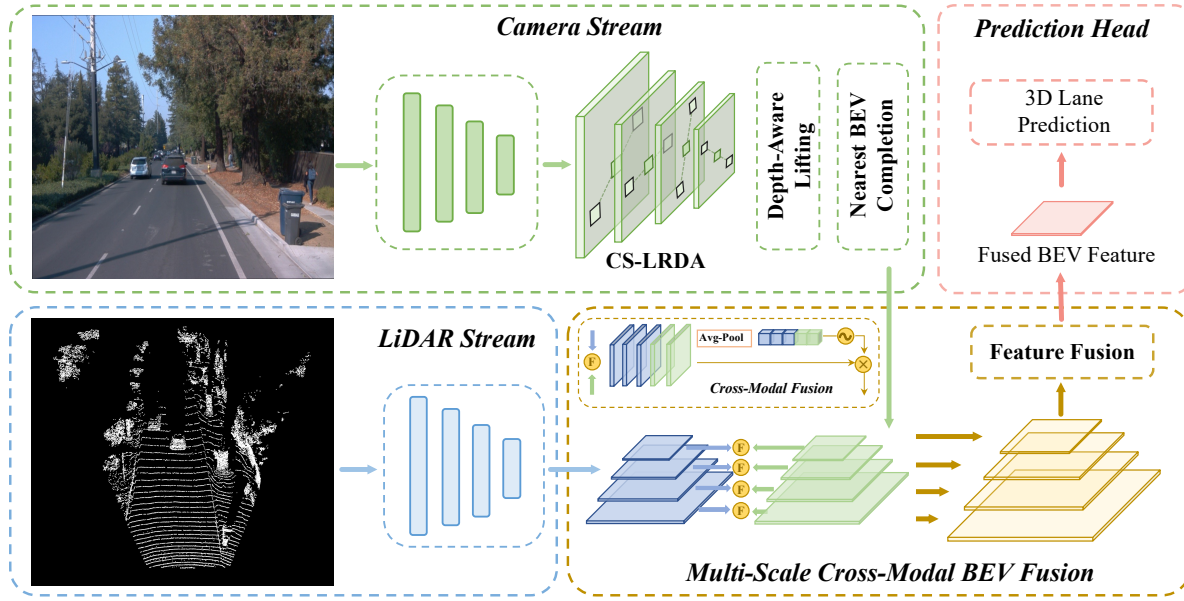 Camera Stream
Depth-Aware
Lifting
Nearest BEV
Completion
CS-LRDA
Prediction Head
3D Lane
Prediction
Fused BEV Feature
LiDAR Stream
F
Avg-Pool
Cross-Modal Fusion
F
F
F
F
Feature Fusion
Multi-Scale Cross-Modal BEV Fusion